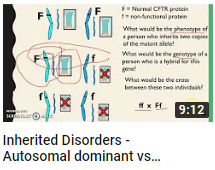 F = Normal CFTR protein
f = non-functional protein
What would be the phenotype of
a person who inherits two copies
of the mutant allele?
What would be the genotype of a
person who is a hybrid for this
gene?
What would be the cross
between these two individuals?
ff x Ff
F
F
f
f
9:12
Inherited Disorders -
Autosomal dominant vs...